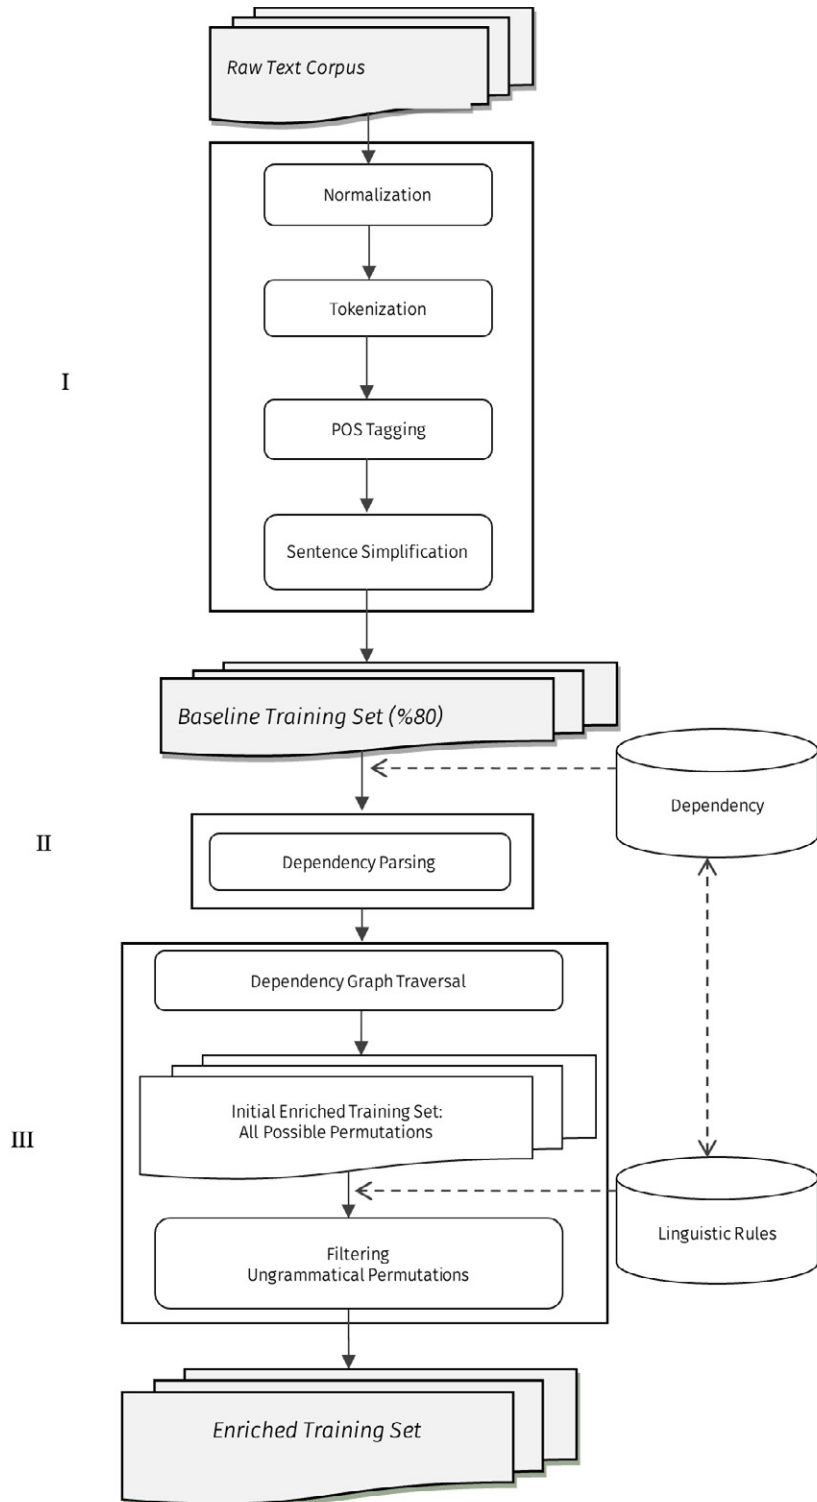 Raw Text Corpus
Normalization
Tokenization
I
POS Tagging
Sentence Simplification
Baseline Training Set (%80)
Dependency
II
Dependency Parsing
Dependency Graph Traversal
Initial Enriched Training Set:
All Possible Permutations
III
Linguistic Rules
Filtering
Ungrammatical Permutations
Enriched Training Set